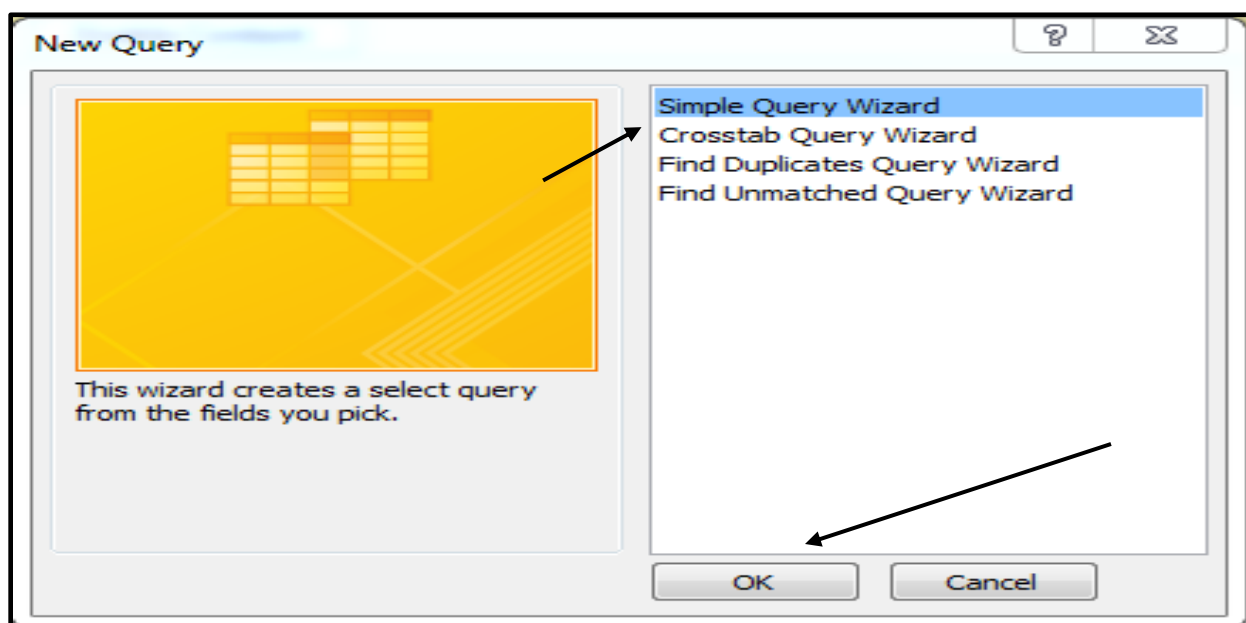 New Query
Simple Query Wizard
Crosstab Query Wizard
Find Duplicates Query Wizard
Find Unmatched Query Wizard
This wizard creates a select query
from the fields you pick.
OK
Cancel